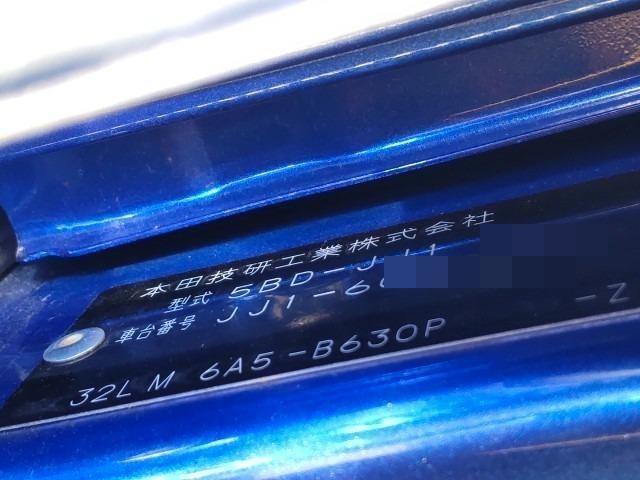 本田技研工業株式会社
型式 5BD-JJ1
車台番号 JJ1-6
32L M 6A5-B630P -Z